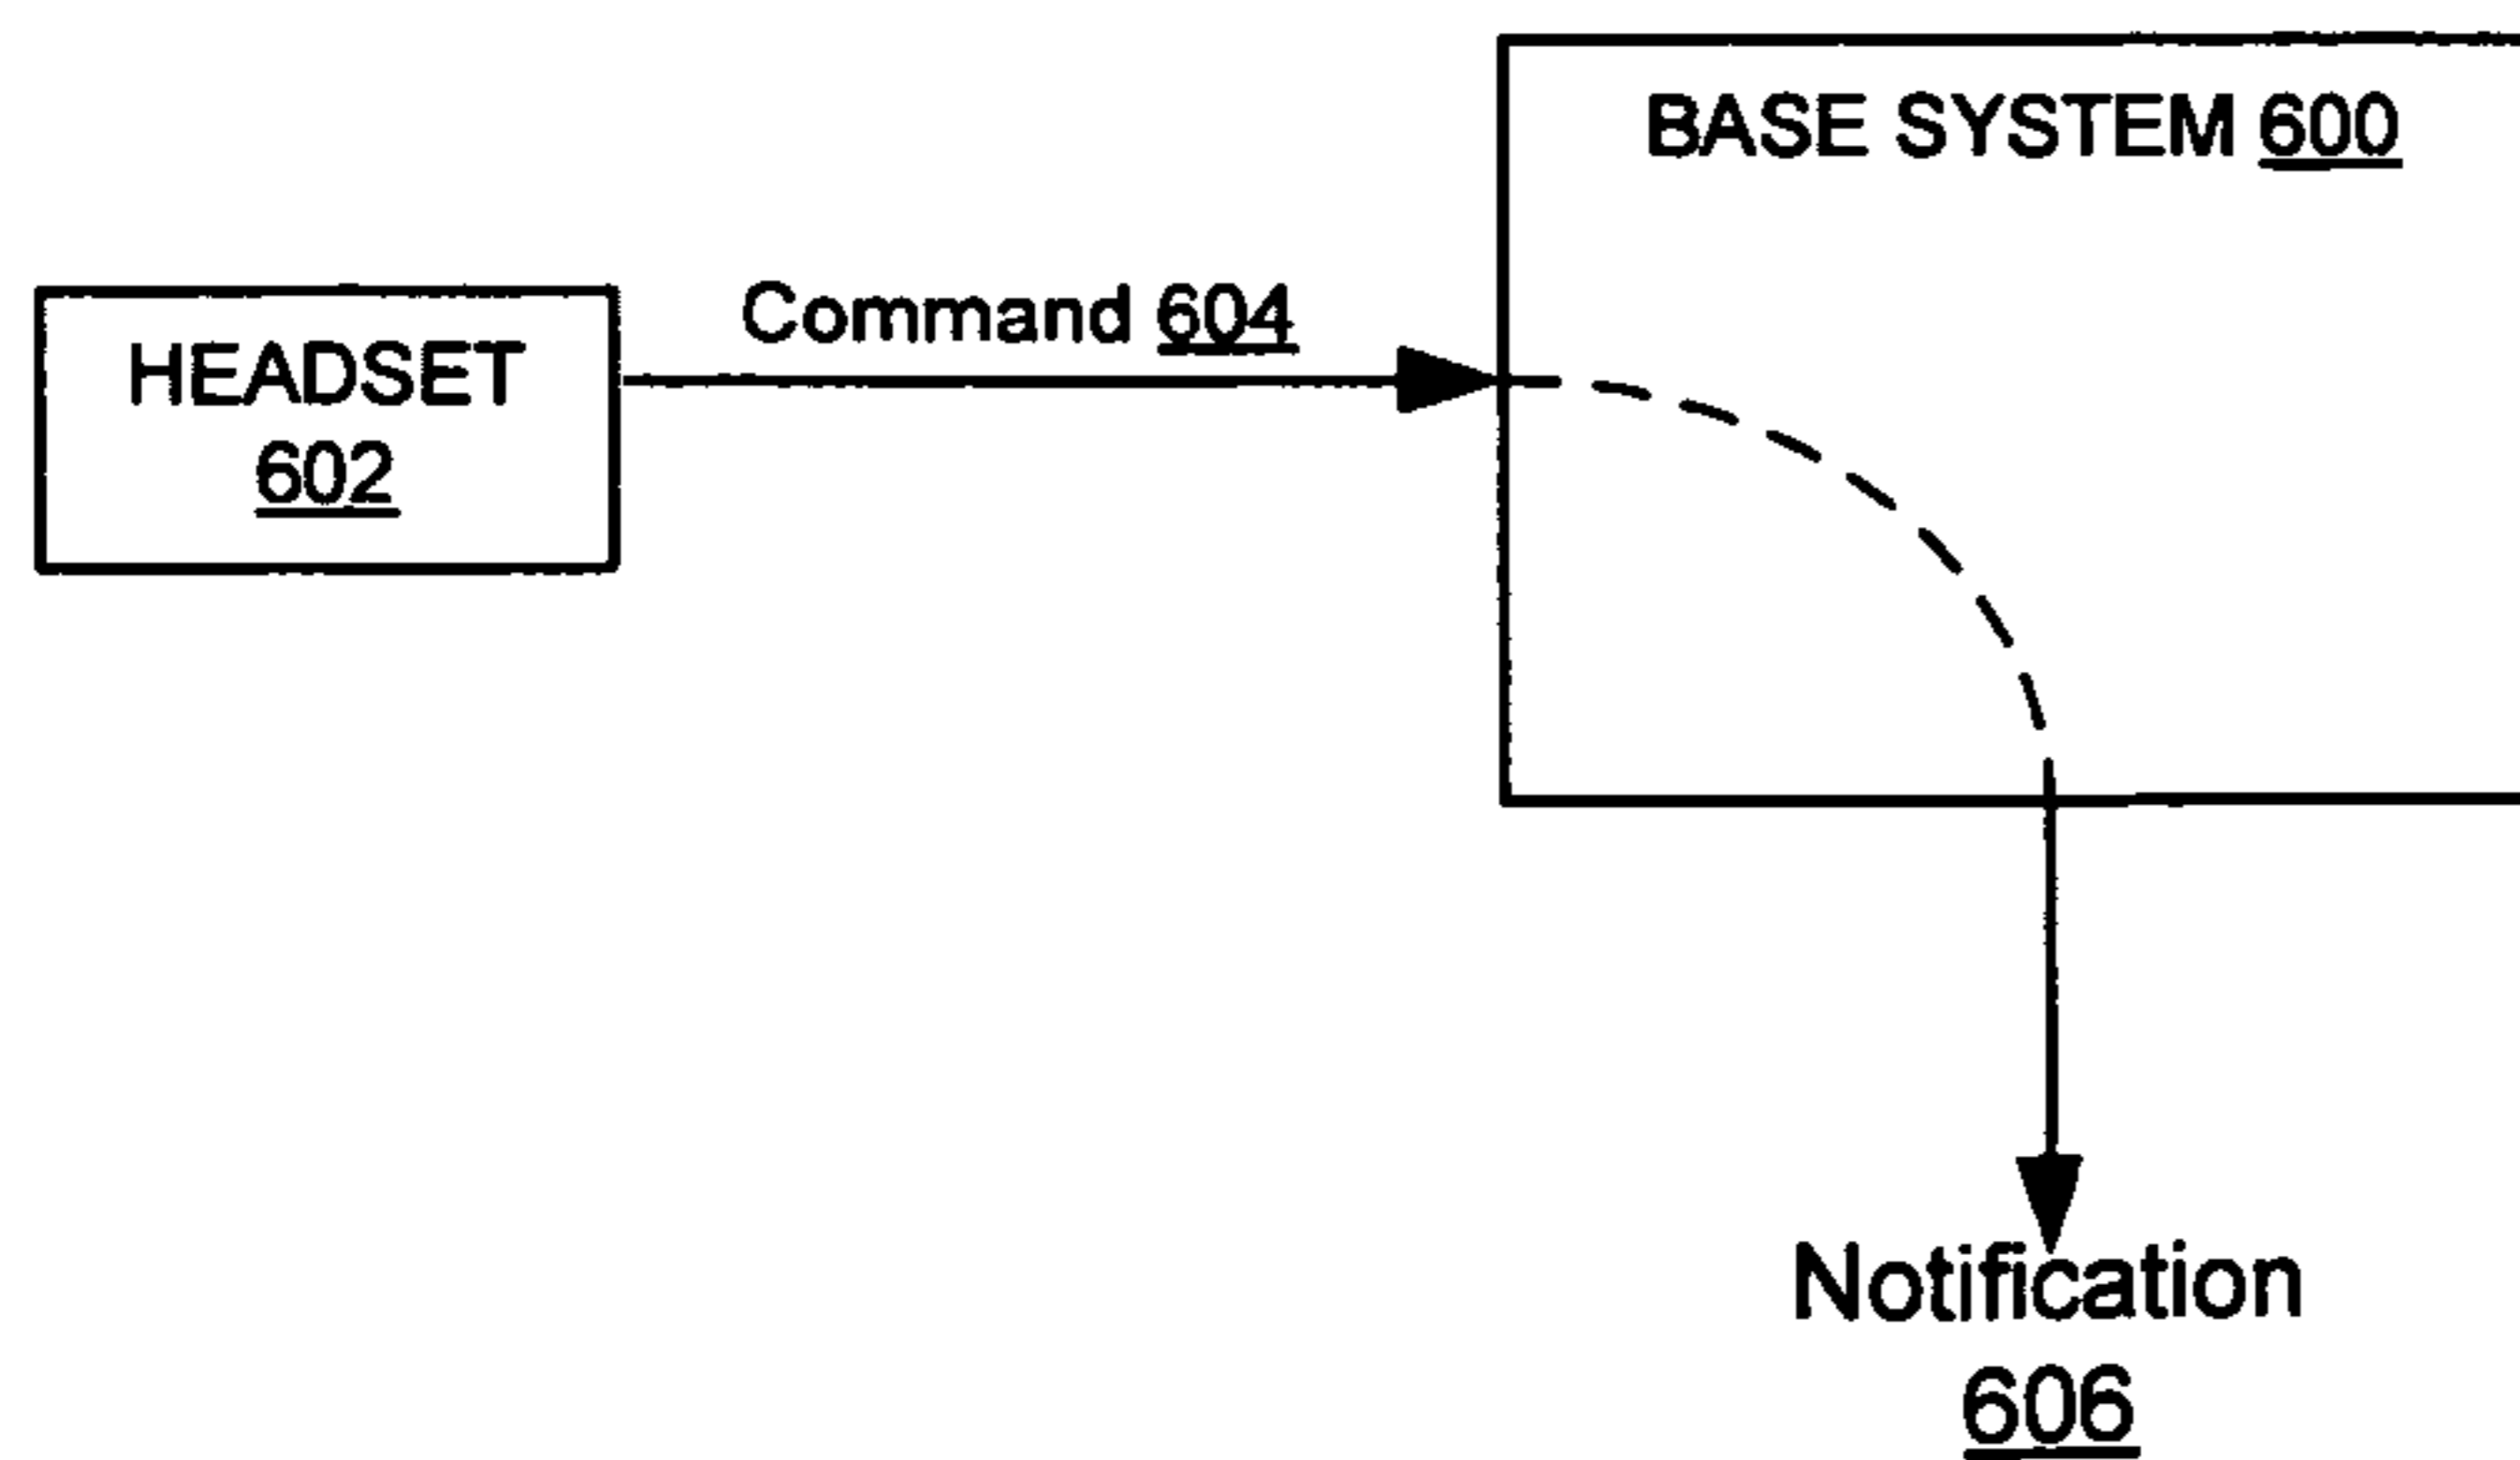 BASE SYSTEM 600
Command 604
HEADSET
602
Notification
606